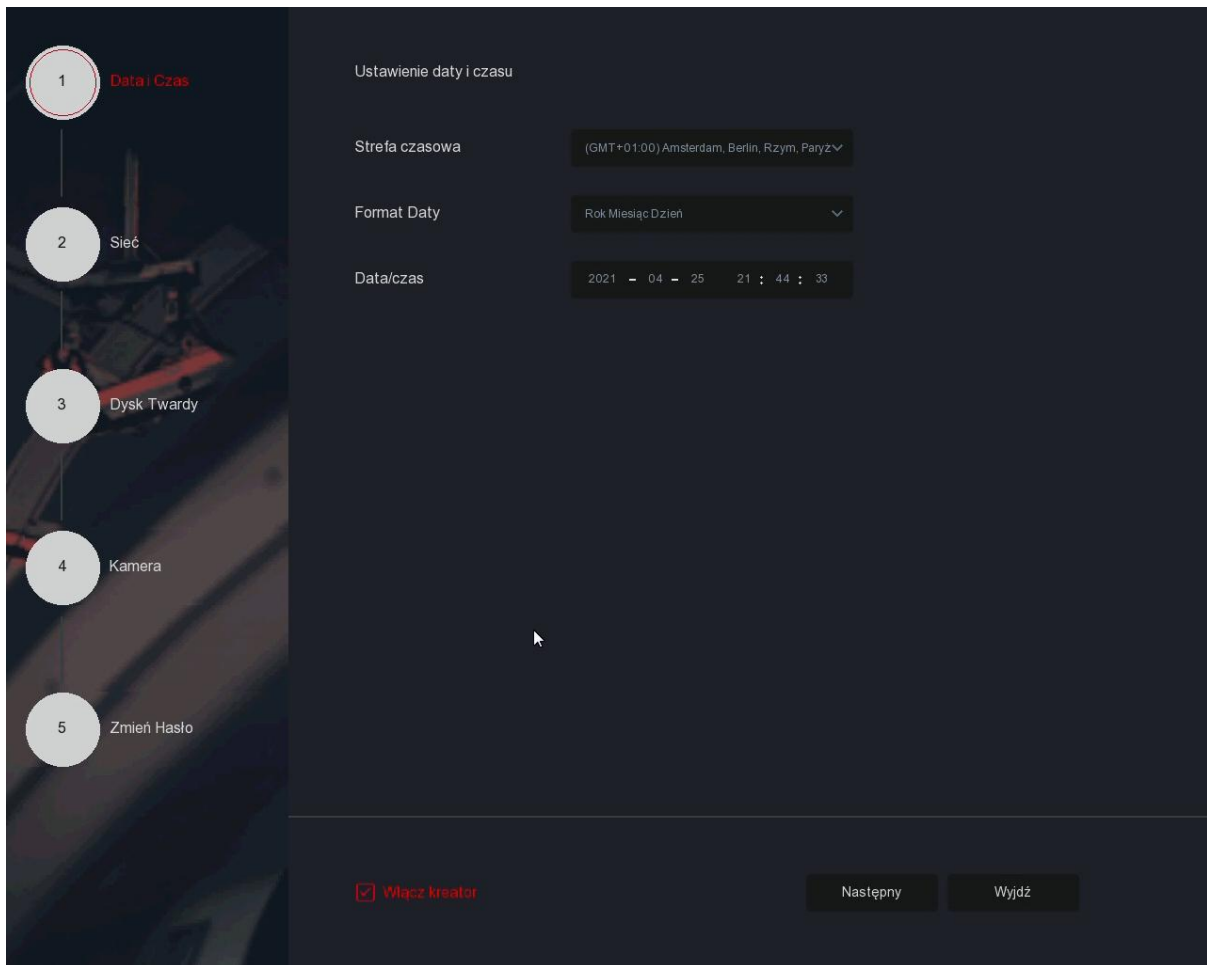 1 Data i Czas
2 Sieć
3 Dysk Twardy
4 Kamera
5 Zmień Hasło
Ustawienie daty i czasu
Strefa czasowa (GMT+01:00) Amsterdam, Berlin, Rzym, Paryż
Format Daty Rok Miesiąc Dzień
Data/czas 2021 - 04 - 25 21 : 44 : 33
Włącz kreator
Następny Wyjdź